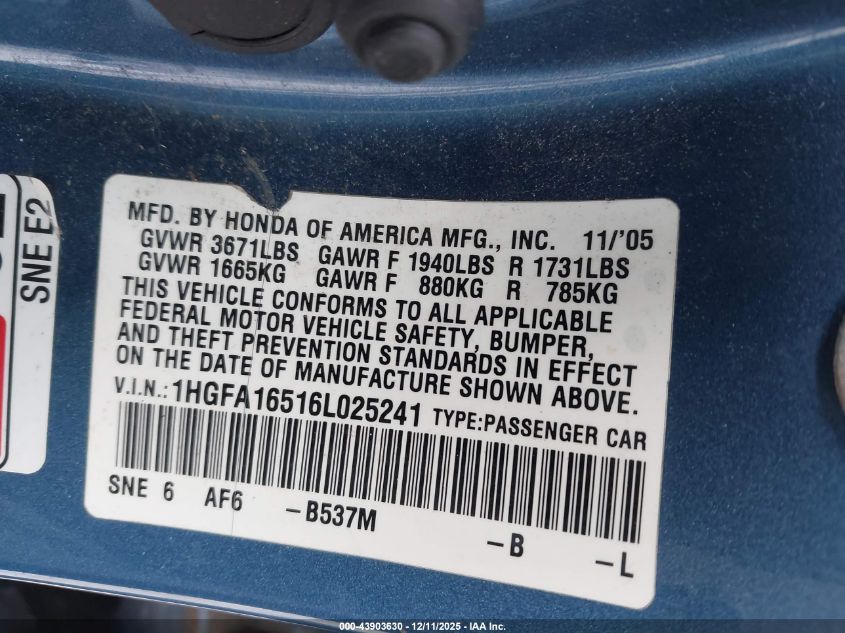 SNE E2
MFD. BY HONDA OF AMERICA MFG., INC. 11/'05
GVWR 3671LBS GAWR F 1940LBS R 1731LBS
GVWR 1665KG GAWR F 880KG R 785KG
THIS VEHICLE CONFORMS TO ALL APPLICABLE
FEDERAL MOTOR VEHICLE SAFETY, BUMPER,
AND THEFT PREVENTION STANDARDS IN EFFECT
ON THE DATE OF MANUFACTURE SHOWN ABOVE.
V.I.N.: 1HGFA16516L025241 TYPE:PASSENGER CAR
SNE 6 AF6 -B537M -B -L
000-43903630 - 12/11/2025 - IAA Inc.